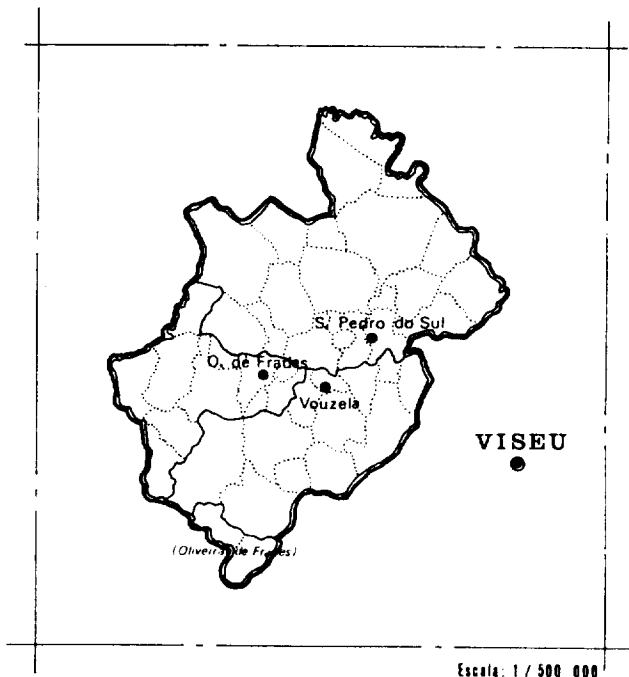 S. Pedro do Sul
O. de Frades
Vouzela
VISEU
(Oliveira de Frades)
Escala: 1 / 500 000